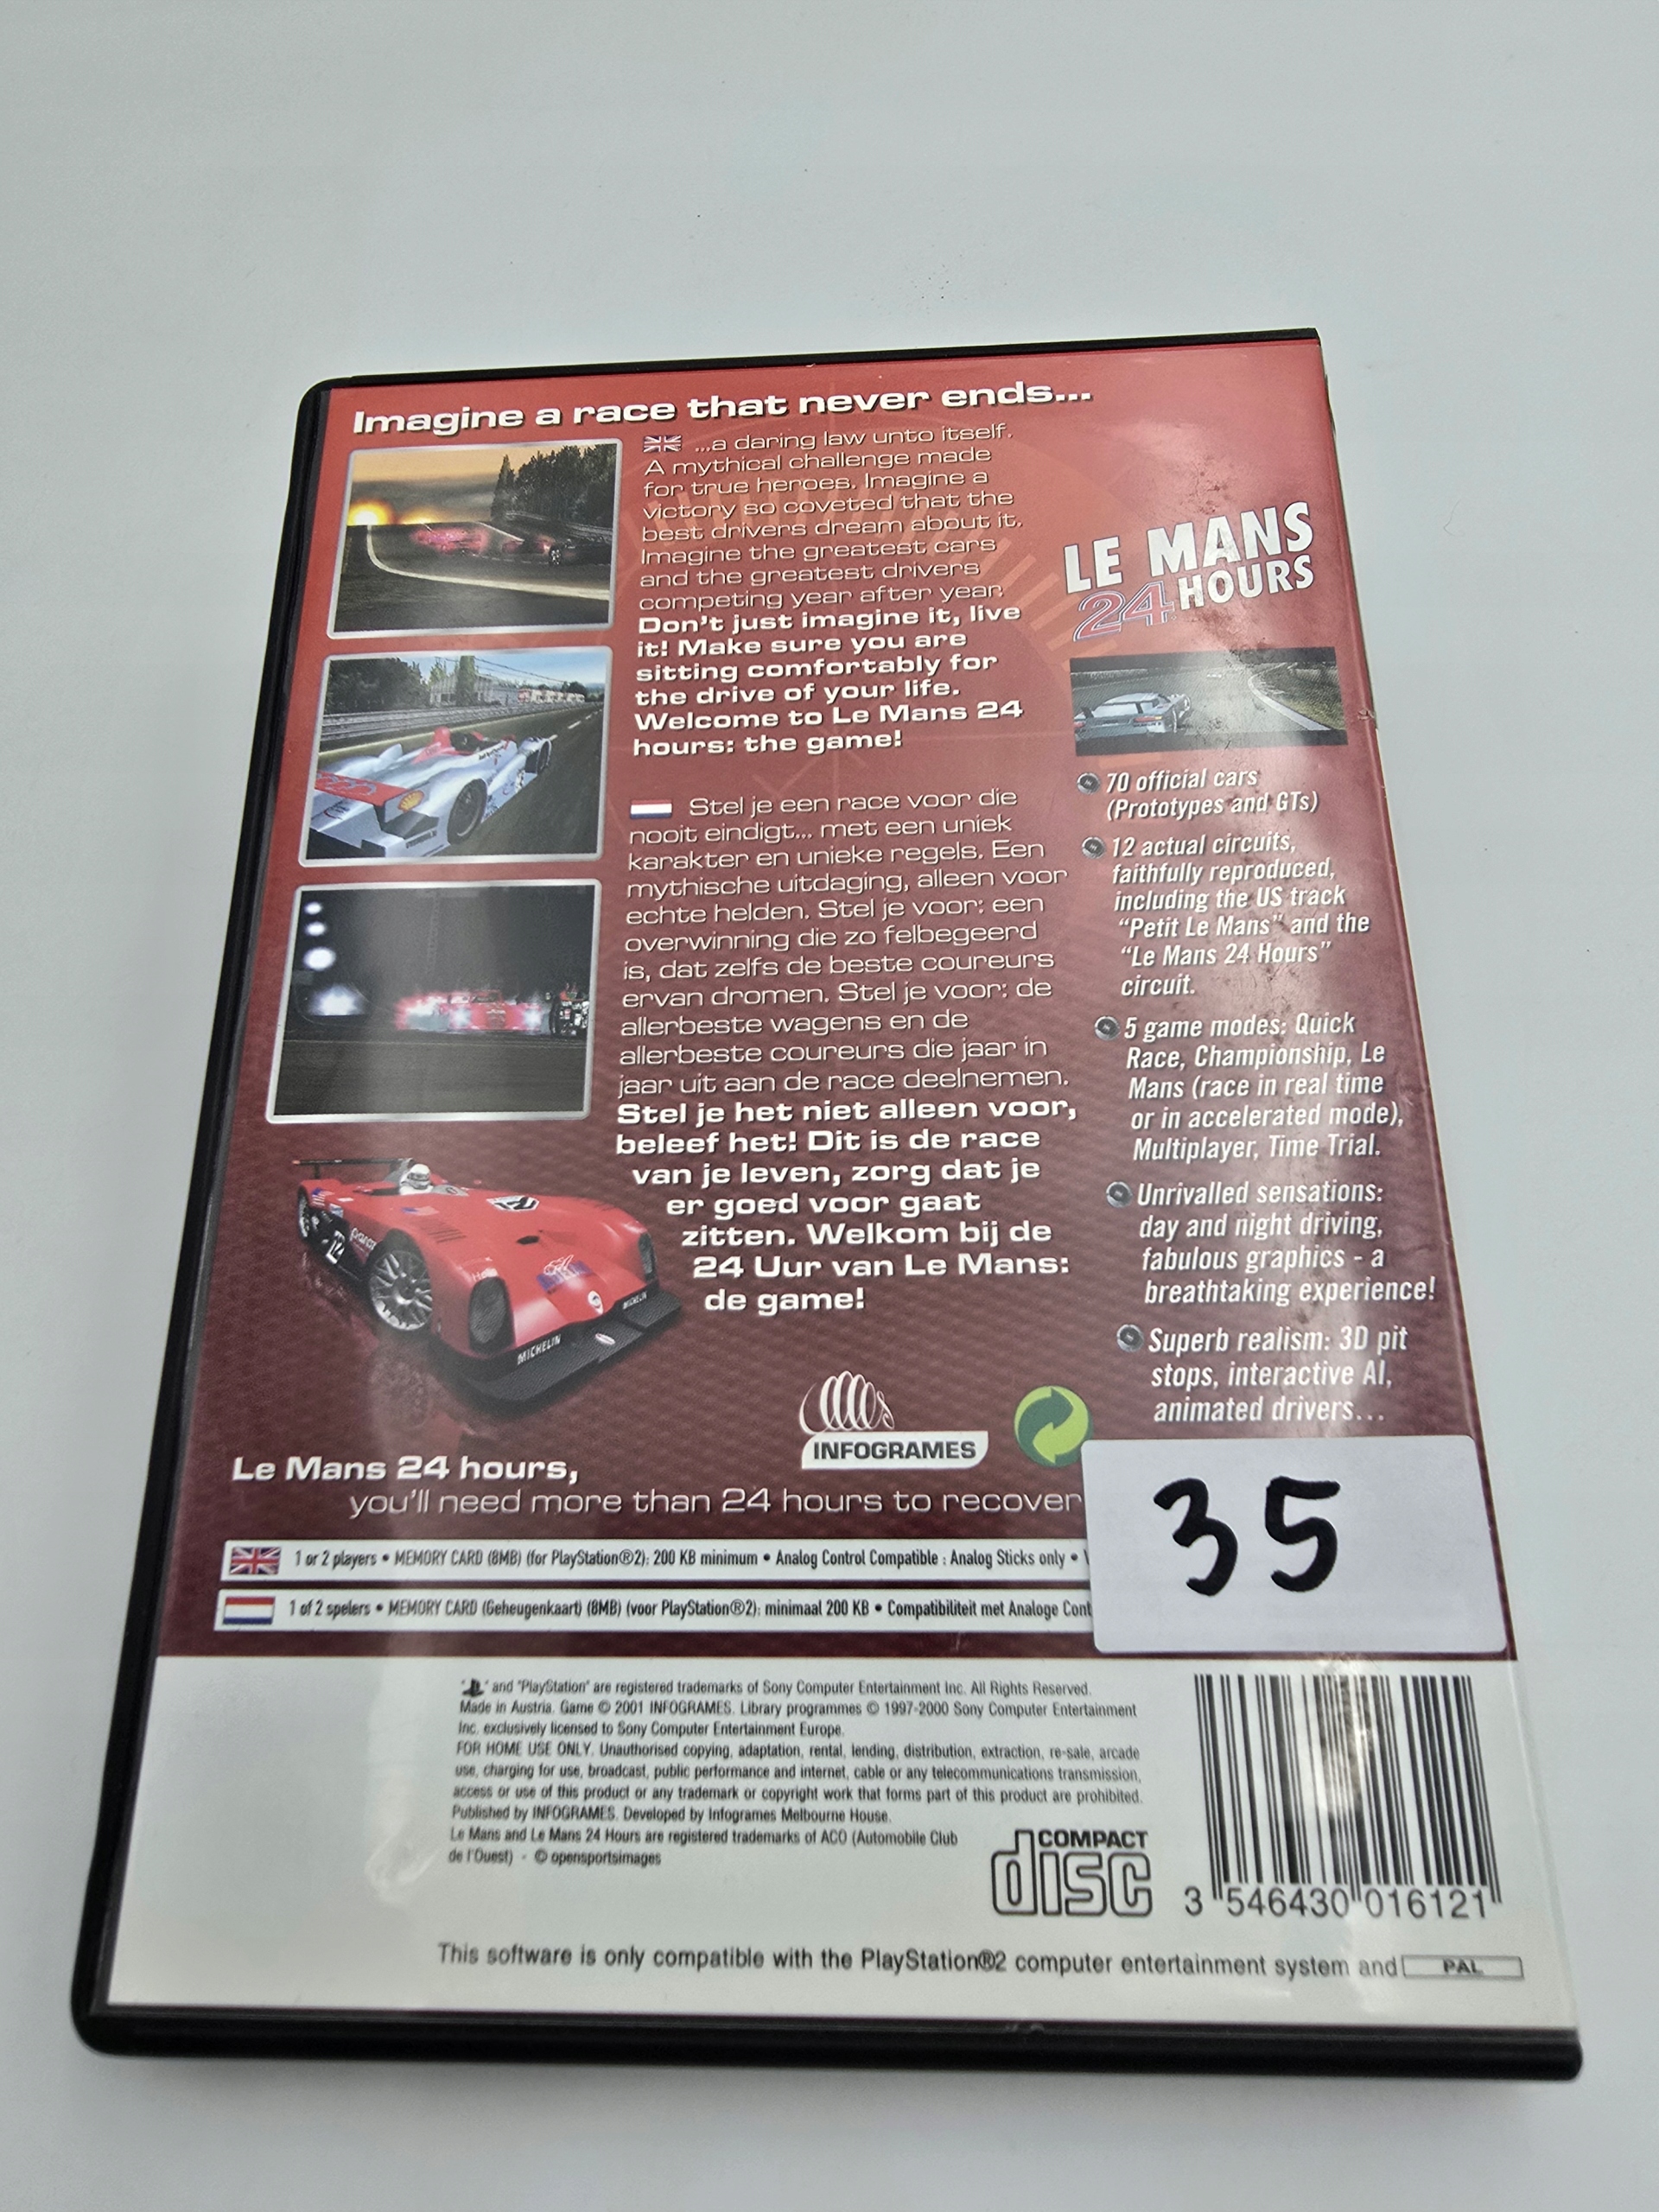 Imagine a race that never ends...
...a daring law unto itself.
A mythical challenge made
for true heroes. Imagine a
victory so coveted that the
best drivers dream about it.
Imagine the greatest cars
and the greatest drivers
competing year after year.
Don't just imagine it, live
it! Make sure you are
sitting comfortably for
the drive of your life.
Welcome to Le Mans 24
hours: the game!
Stel je een race voor die
nooit eindigt... met een uniek
karakter en unieke regels. Een
mythische uitdaging, alleen voor
echte helden. Stel je voor: een
overwinning die zo felbegeerd
is, dat zelfs de beste coureurs
ervan dromen. Stel je voor: de
allerbeste wagens en de
allerbeste coureurs die jaar in
jaar uit aan de race deelnemen.
Stel je het niet alleen voor,
beleef het! Dit is de race
van je leven, zorg dat je
er goed voor gaat
zitten. Welkom bij de
24 Uur van Le Mans:
de game!
LE MANS
24 HOURS
70 official cars
(Prototypes and GTs)
12 actual circuits,
faithfully reproduced,
including the US track
"Petit Le Mans" and the
"Le Mans 24 Hours"
circuit.
5 game modes: Quick
Race, Championship, Le
Mans (race in real time
or in accelerated mode),
Multiplayer, Time Trial.
Unrivalled sensations:
day and night driving,
fabulous graphics - a
breathtaking experience!
Superb realism: 3D pit
stops, interactive AI,
animated drivers...
12
MICHELIN
MICHELIN
INFOGRAMES
Le Mans 24 hours,
you'll need more than 24 hours to recover
35
1 or 2 players • MEMORY CARD (8MB) (for PlayStation®2): 200 KB minimum • Analog Control Compatible : Analog Sticks only •
1 of 2 spelers • MEMORY CARD (Geheugenkaart) (8MB) (voor PlayStation®2): minimaal 200 KB • Compatibiliteit met Analoge Cont
" " and "PlayStation" are registered trademarks of Sony Computer Entertainment Inc. All Rights Reserved.
Made in Austria. Game © 2001 INFOGRAMES. Library programmes © 1997-2000 Sony Computer Entertainment
Inc. exclusively licensed to Sony Computer Entertainment Europe.
FOR HOME USE ONLY. Unauthorised copying, adaptation, rental, lending, distribution, extraction, re-sale, arcade
use, charging for use, broadcast, public performance and internet, cable or any telecommunications transmission,
access or use of this product or any trademark or copyright work that forms part of this product are prohibited.
Published by INFOGRAMES. Developed by Infogrames Melbourne House.
Le Mans and Le Mans 24 Hours are registered trademarks of ACO (Automobile Club
de l'Ouest) - © opensportsimages
COMPACT
disc
3 546430 016121
This software is only compatible with the PlayStation®2 computer entertainment system and PAL